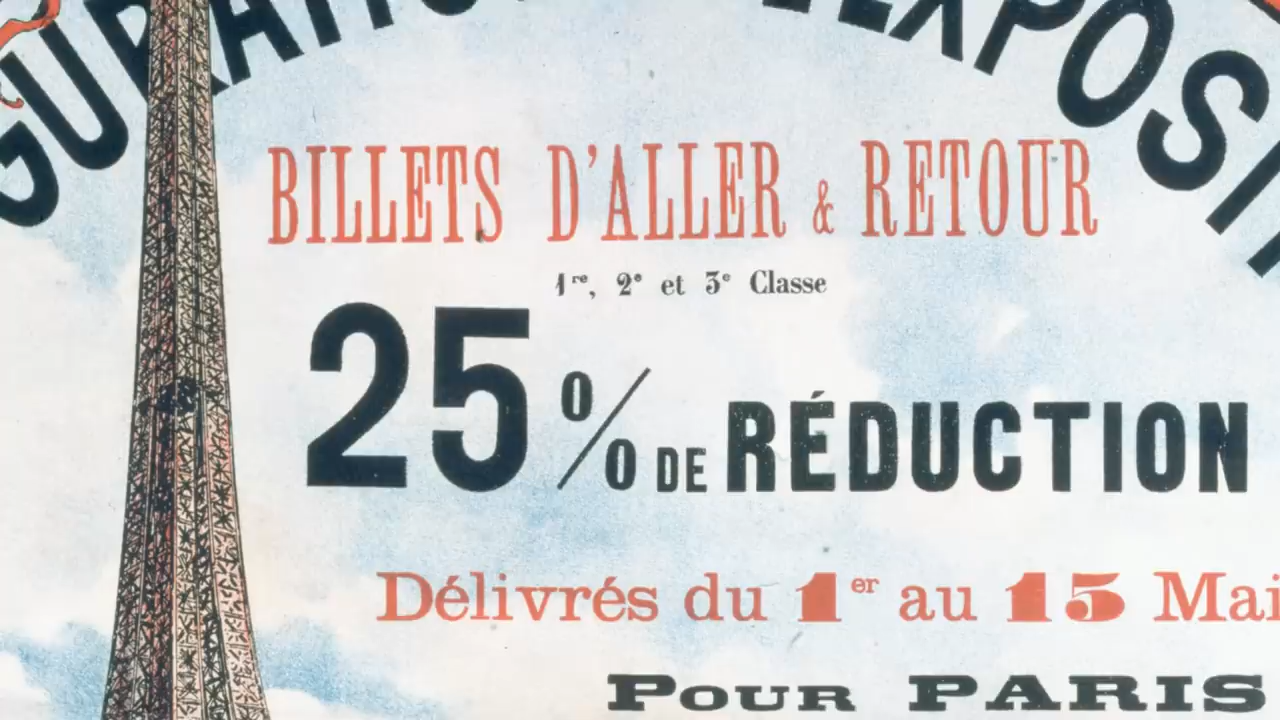 BILLETS D'ALLER & RETOUR
1re, 2e et 3e Classe
25 % DE RÉDUCTION
Délivrés du 1er au 15 Mai
POUR PARIS